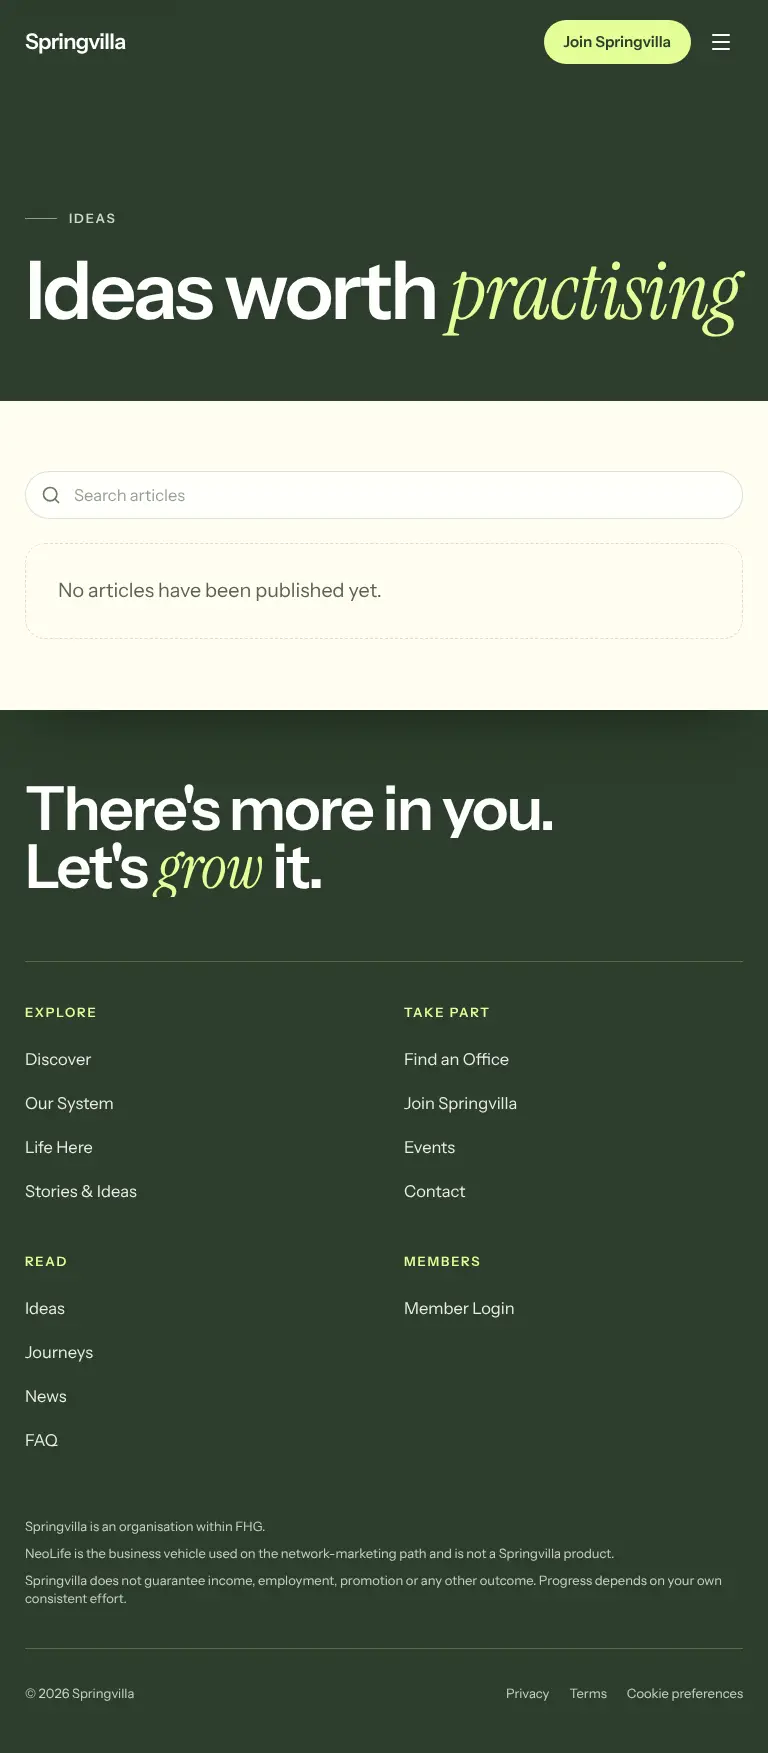 Springvilla
Join Springvilla
IDEAS
Ideas worth practising
Search articles
No articles have been published yet.
There's more in you.
Let's grow it.
EXPLORE
Discover
Our System
Life Here
Stories & Ideas
TAKE PART
Find an Office
Join Springvilla
Events
Contact
READ
Ideas
Journeys
News
FAQ
MEMBERS
Member Login
Springvilla is an organisation within FHG.
NeoLife is the business vehicle used on the network-marketing path and is not a Springvilla product.
Springvilla does not guarantee income, employment, promotion or any other outcome. Progress depends on your own
consistent effort.
© 2026 Springvilla
Privacy Terms Cookie preferences